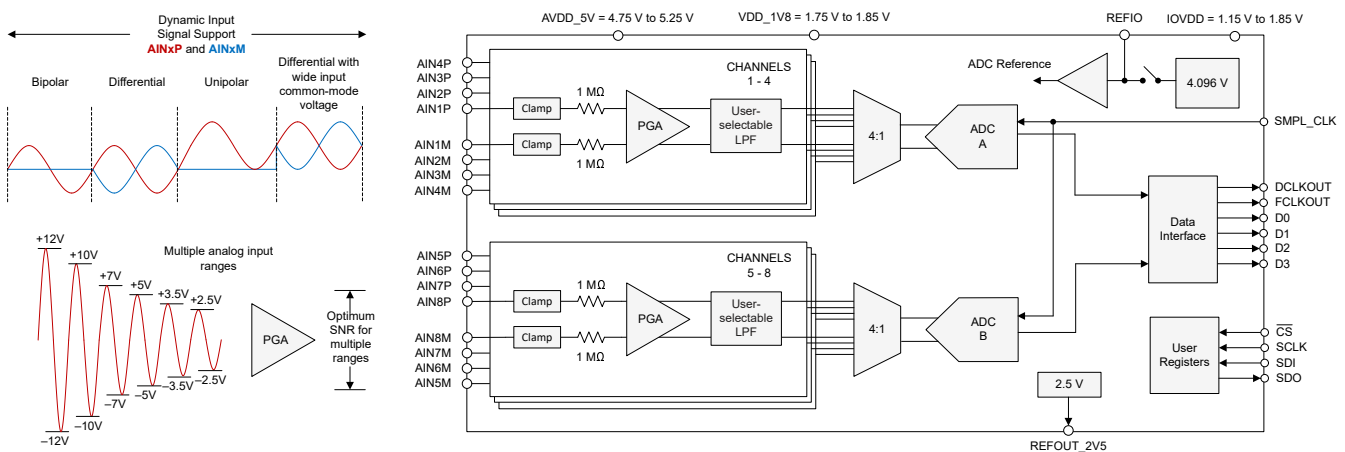 Dynamic Input
Signal Support
AINxP and AINxM
Bipolar
Differential
Unipolar
Differential with
wide input
common-mode
voltage
+12V
+10V
+7V
+5V
+3.5V
+2.5V
Multiple analog input
ranges
–12V
–10V
–7V
–5V
–3.5V
–2.5V
PGA
Optimum
SNR for
multiple
ranges
AVDD_5V = 4.75 V to 5.25 V
VDD_1V8 = 1.75 V to 1.85 V
REFIO
IOVDD = 1.15 V to 1.85 V
AIN4P
AIN3P
AIN2P
AIN1P
AIN1M
AIN2M
AIN3M
AIN4M
CHANNELS
1 - 4
Clamp
1 MΩ
Clamp
1 MΩ
PGA
User-
selectable
LPF
4:1
ADC
A
ADC Reference
4.096 V
SMPL_CLK
AIN5P
AIN6P
AIN7P
AIN8P
AIN8M
AIN7M
AIN6M
AIN5M
CHANNELS
5 - 8
Clamp
1 MΩ
Clamp
1 MΩ
PGA
User-
selectable
LPF
4:1
ADC
B
Data
Interface
DCLKOUT
FCLKOUT
D0
D1
D2
D3
User
Registers
CS
SCLK
SDI
SDO
2.5 V
REFOUT_2V5